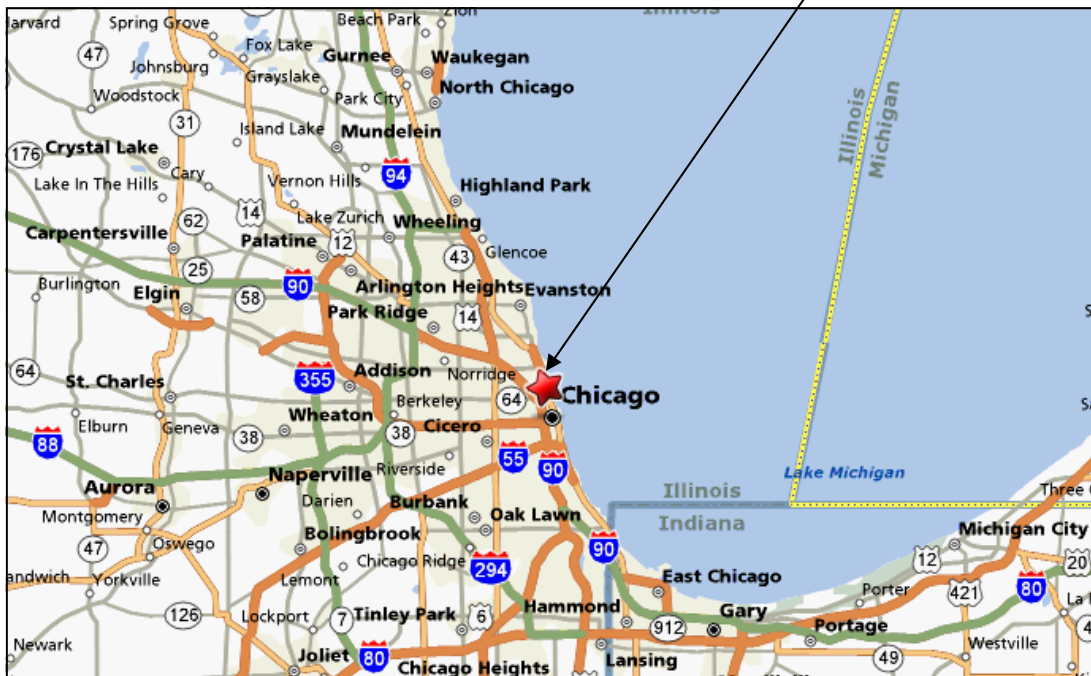 Zion
Illinois
Harvard
Spring Grove
Beach Park
47
Fox Lake
Gurnee
Waukegan
Johnsburg
Grayslake
North Chicago
Woodstock
Park City
31
Island Lake
Mundelein
Illinois
Michigan
176
Crystal Lake
Cary
94
Lake In The Hills
Vernon Hills
Highland Park
62
14
Lake Zurich
Wheeling
Carpentersville
Palatine
12
43
Glencoe
25
90
Burlington
Elgin
58
Arlington Heights
Evanston
Park Ridge
14
64
St. Charles
355
Addison
Norridge
64
Chicago
Elburn
Geneva
Wheaton
Berkeley
88
38
38
Cicero
55
90
Naperville
Riverside
Lake Michigan
Aurora
Darien
Burbank
Illinois
Three
Montgomery
Oak Lawn
Indiana
Michigan City
47
Oswego
Bolingbrook
90
12
20
andwich
Yorkville
Lemont
Chicago Ridge
294
East Chicago
Porter
421
80
La
126
Lockport
7
Tinley Park
6
Hammond
912
Gary
Portage
4
Newark
Joliet
80
Chicago Heights
Lansing
49
Westville